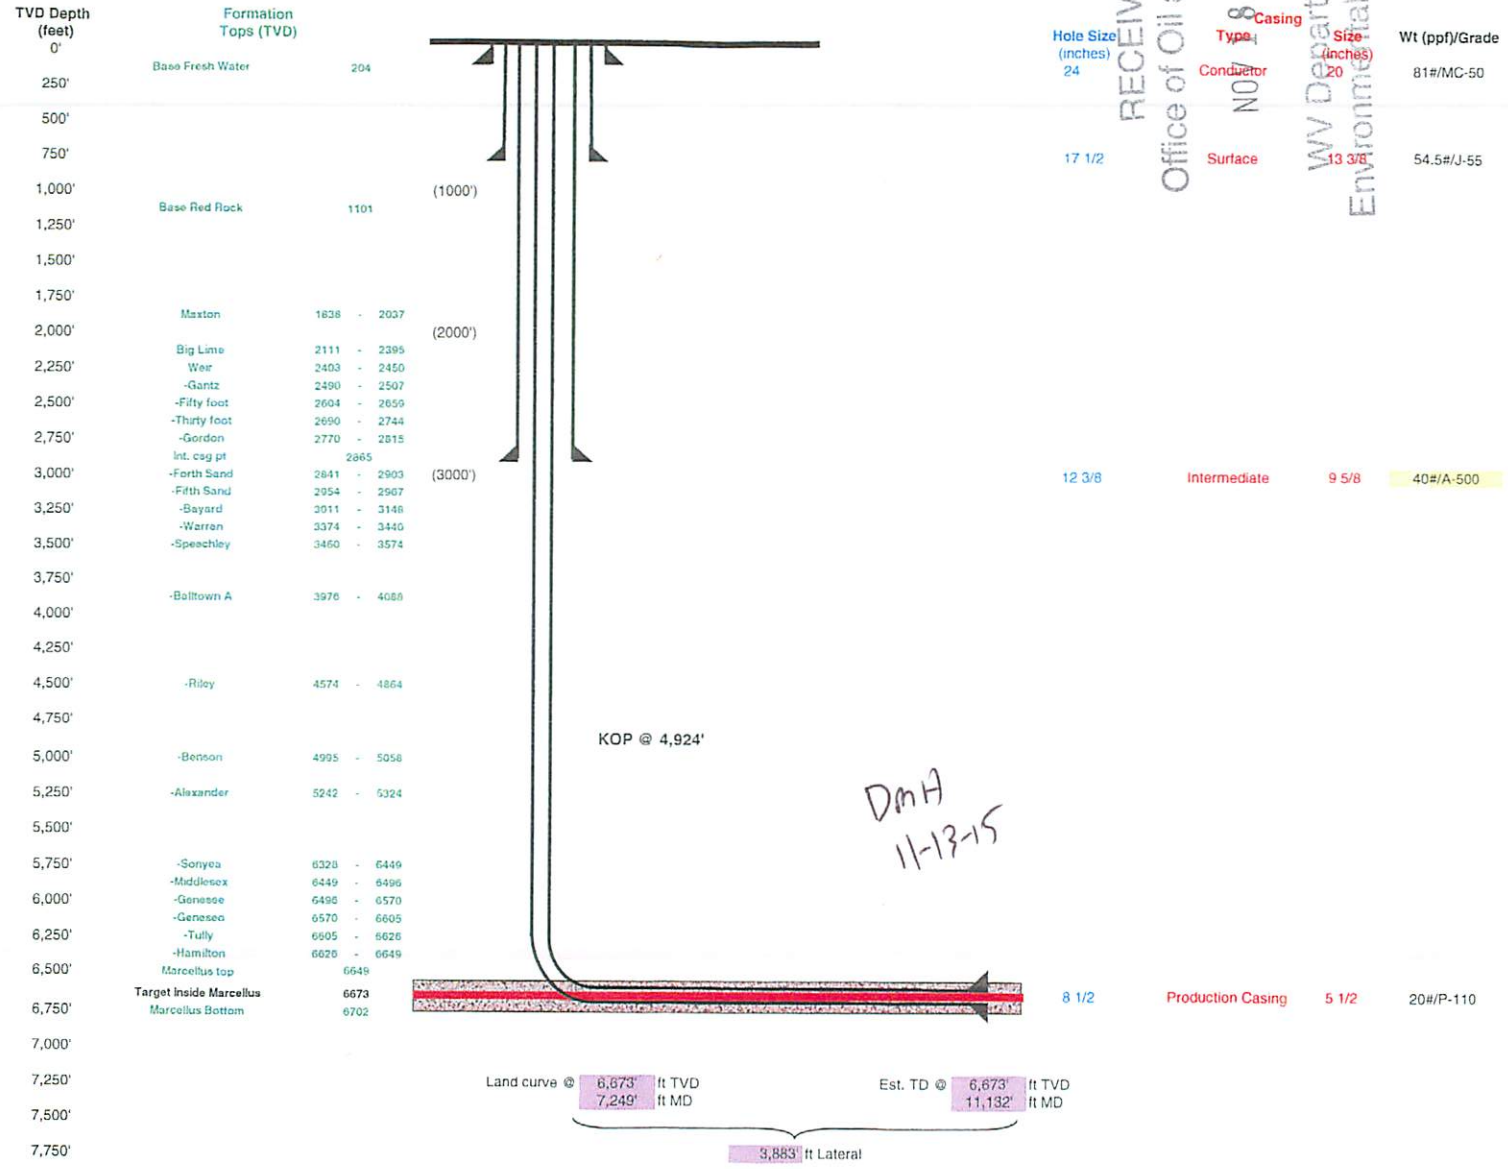 TVD Depth
(feet)
Formation
Tops (TVD)
Casing
Hole Size
(inches)
Type
Size
(inches)
Wt (ppf)/Grade
0'
Base Fresh Water 204
24 Conductor 20 81#/MC-50
250'
500'
750'
17 1/2 Surface 13 3/8 54.5#/J-55
1,000'
(1000')
Base Red Rock 1101
1,250'
1,500'
1,750'
Maxton 1636 - 2037
2,000'
(2000')
Big Lime 2111 - 2395
2,250'
Weir 2403 - 2450
-Gantz 2490 - 2507
2,500'
-Fifty foot 2604 - 2659
-Thirty foot 2690 - 2744
2,750'
-Gordon 2770 - 2815
Int. csg pt 2865
3,000'
-Forth Sand 2841 - 2903
(3000')
12 3/8 Intermediate 9 5/8 40#/A-500
-Fifth Sand 2954 - 2967
3,250'
-Bayard 3011 - 3148
-Warren 3374 - 3440
3,500'
-Speechley 3460 - 3574
3,750'
-Balltown A 3976 - 4088
4,000'
4,250'
4,500'
-Riley 4574 - 4864
4,750'
KOP @ 4,924'
5,000'
-Benson 4995 - 5058
5,250'
-Alexander 5242 - 5324
DmH
11-13-15
5,500'
5,750'
-Sonyea 6328 - 6449
-Middlesex 6449 - 6496
6,000'
-Genesee 6496 - 6570
-Geneseo 6570 - 6605
6,250'
-Tully 6605 - 6626
-Hamilton 6626 - 6649
6,500'
Marcellus top 6649
Target Inside Marcellus 6673
8 1/2 Production Casing 5 1/2 20#/P-110
6,750'
Marcellus Bottom 6702
7,000'
7,250'
Land curve @ 6,673' ft TVD
7,249' ft MD
Est. TD @ 6,673' ft TVD
11,132' ft MD
7,500'
7,750'
3,883' ft Lateral
RECEIV
Office of Oil
NOV 18
WV Depart
Environmental